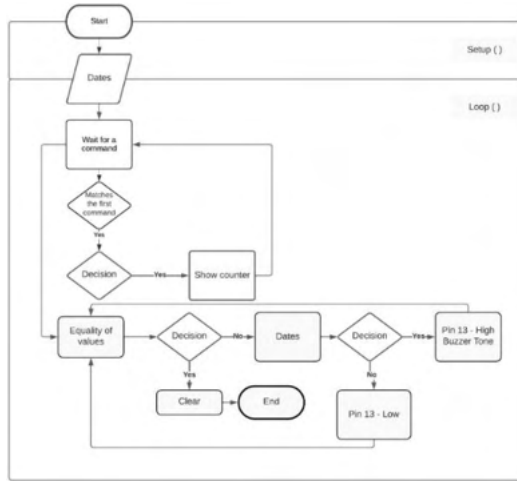 Start
Setup ( )
Dates
Loop ( )
Wait for a
command
Matches
the first
command
Yes
Decision
Yes
Show counter
Equality of
values
Decision
No
Dates
Decision
Yes
Pin 13 - High
Buzzer Tone
Yes
No
Clear
End
Pin 13 - Low